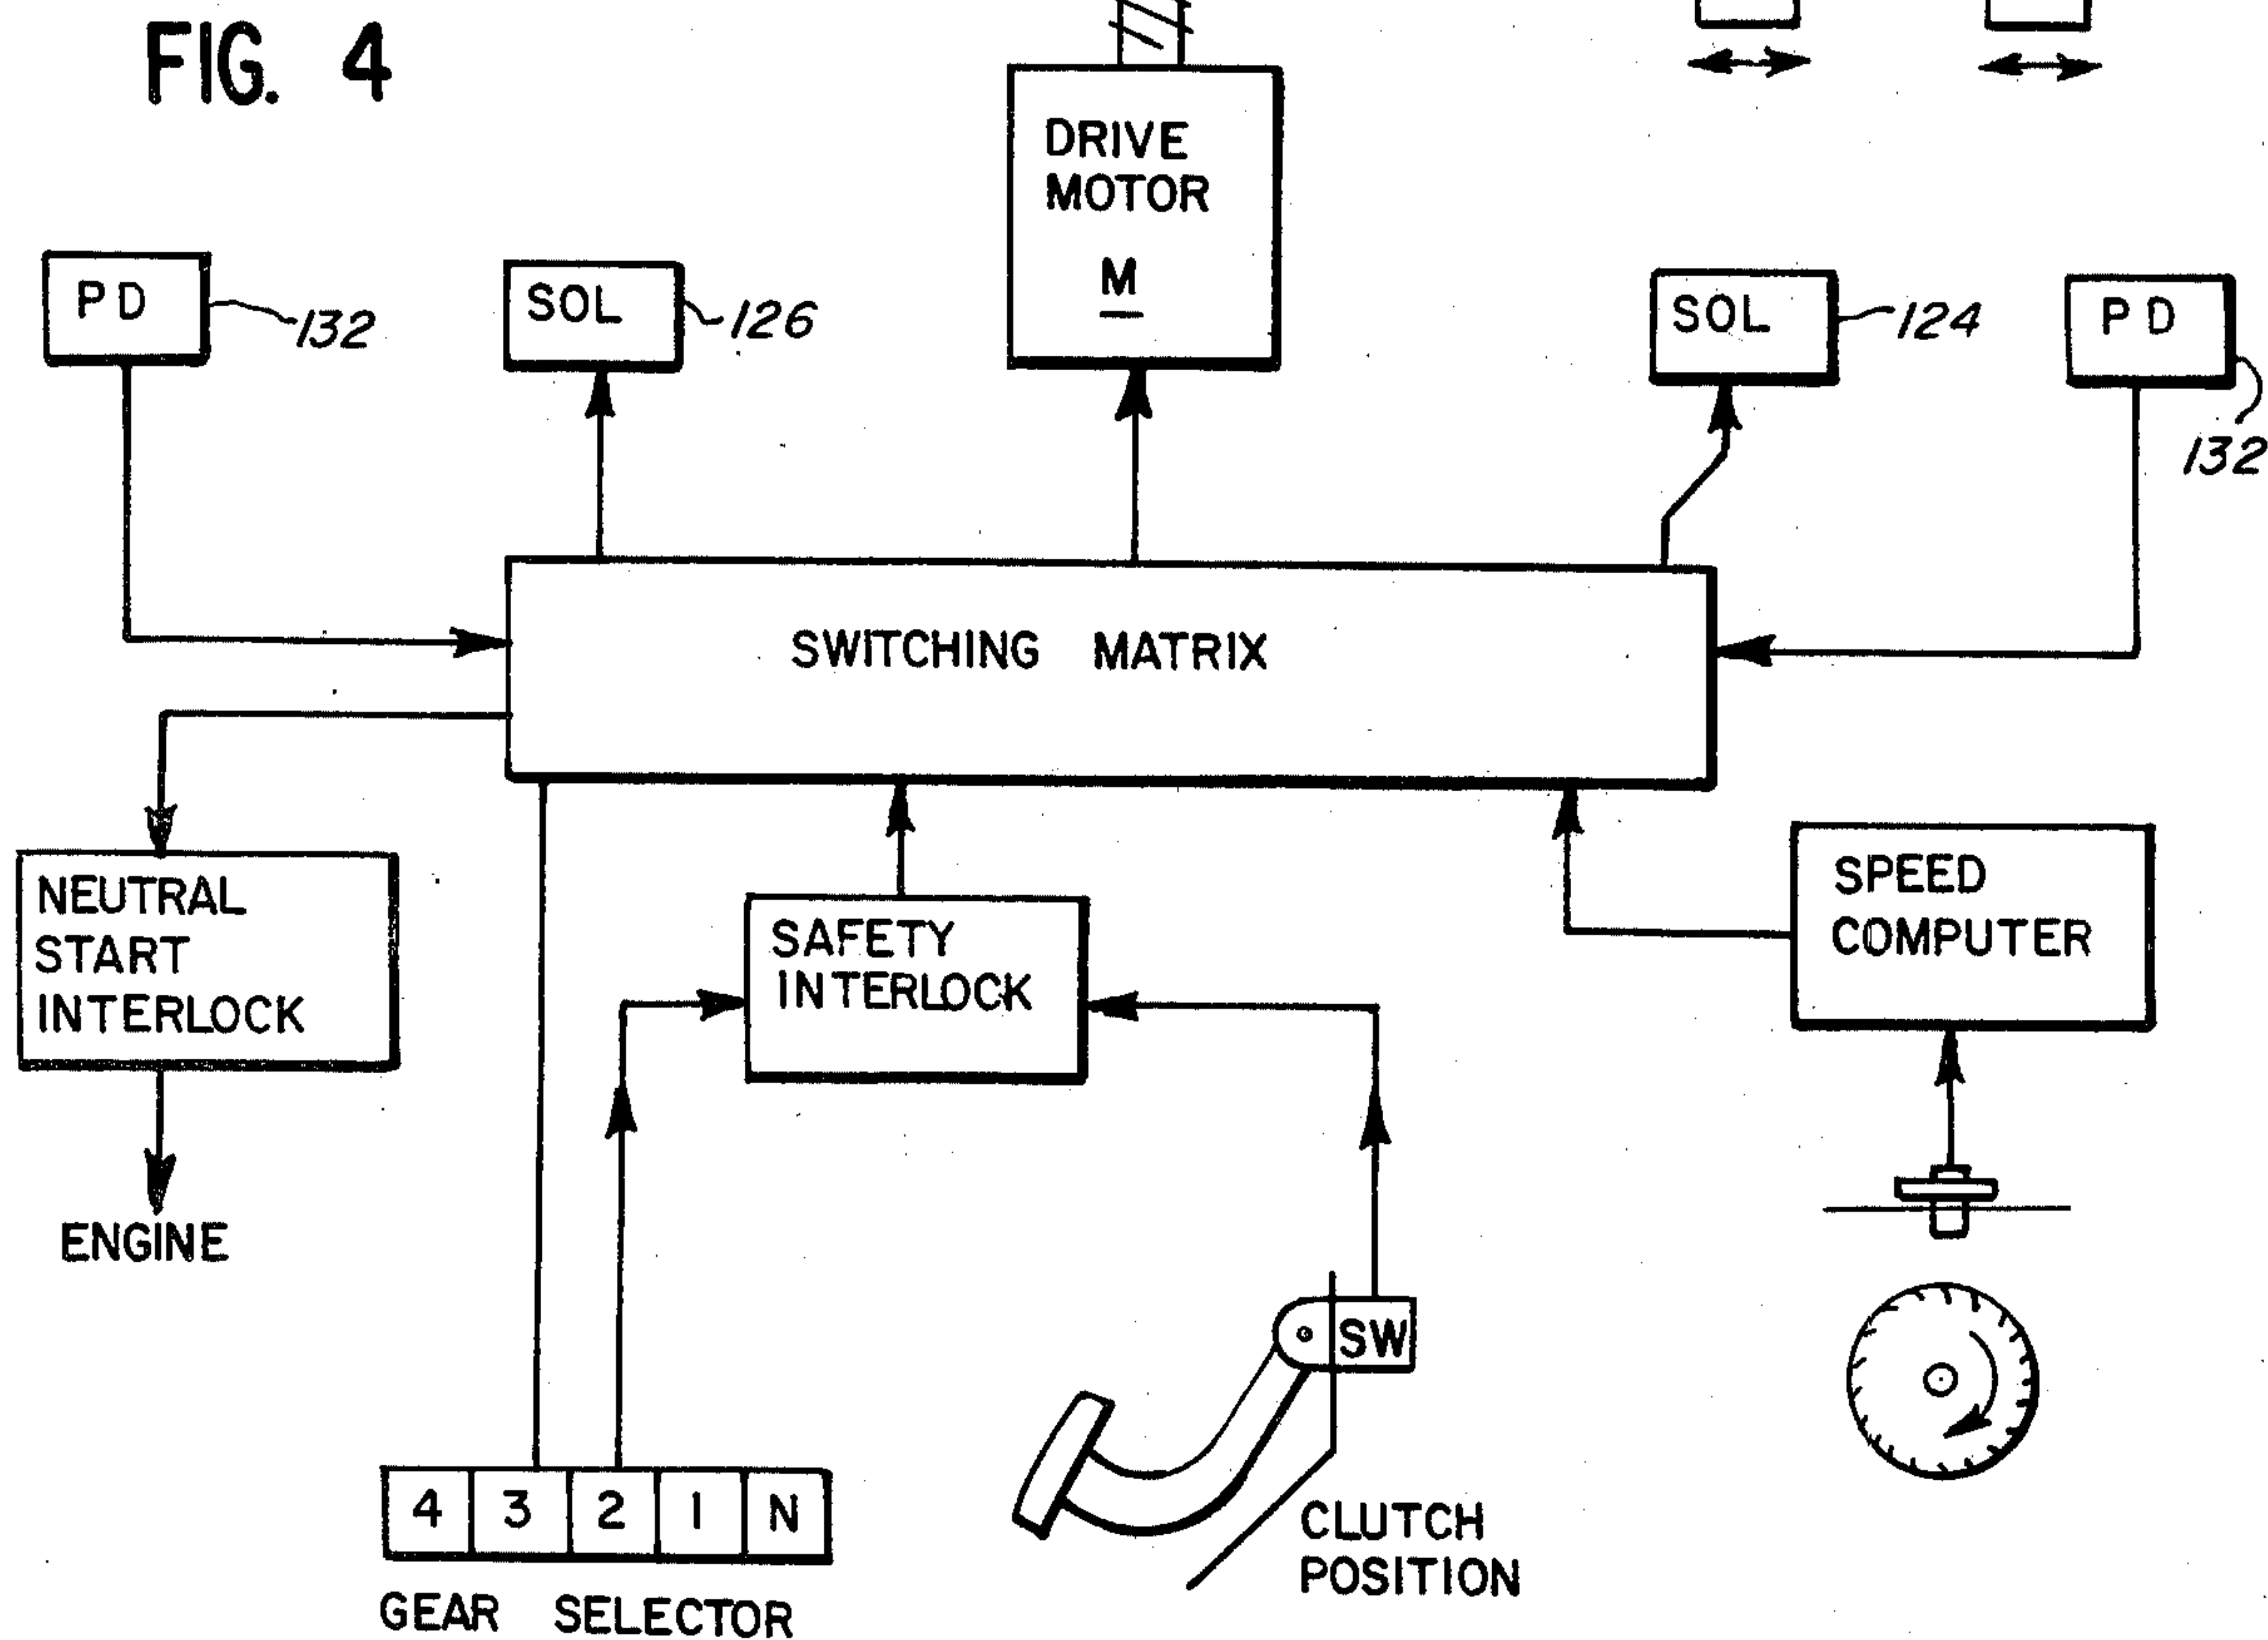 FIG. 4
DRIVE
MOTOR
M
PD
132
SOL
126
SOL
124
PD
132
SWITCHING MATRIX
NEUTRAL
START
INTERLOCK
SAFETY
INTERLOCK
SPEED
COMPUTER
ENGINE
SW
4 3 2 1 N
GEAR SELECTOR
CLUTCH
POSITION